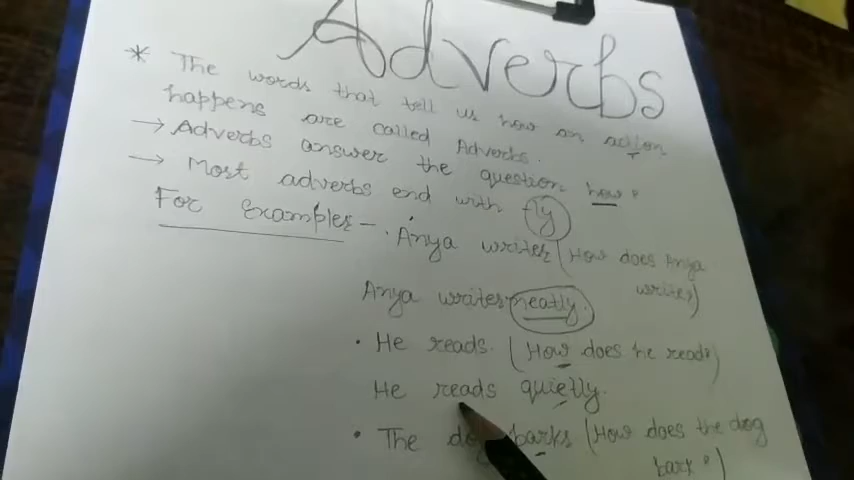 Adverbs
* The words that tell us how an action
happens are called Adverbs.
→ Adverbs answer the question how?
→ Most adverbs end with 'ly
For Examples - . Anya writes (How does Anya
writes)
Anya writes neatly.
• He reads. (How does he read?)
He reads quietly.
• The dog barks (How does the dog
bark?)